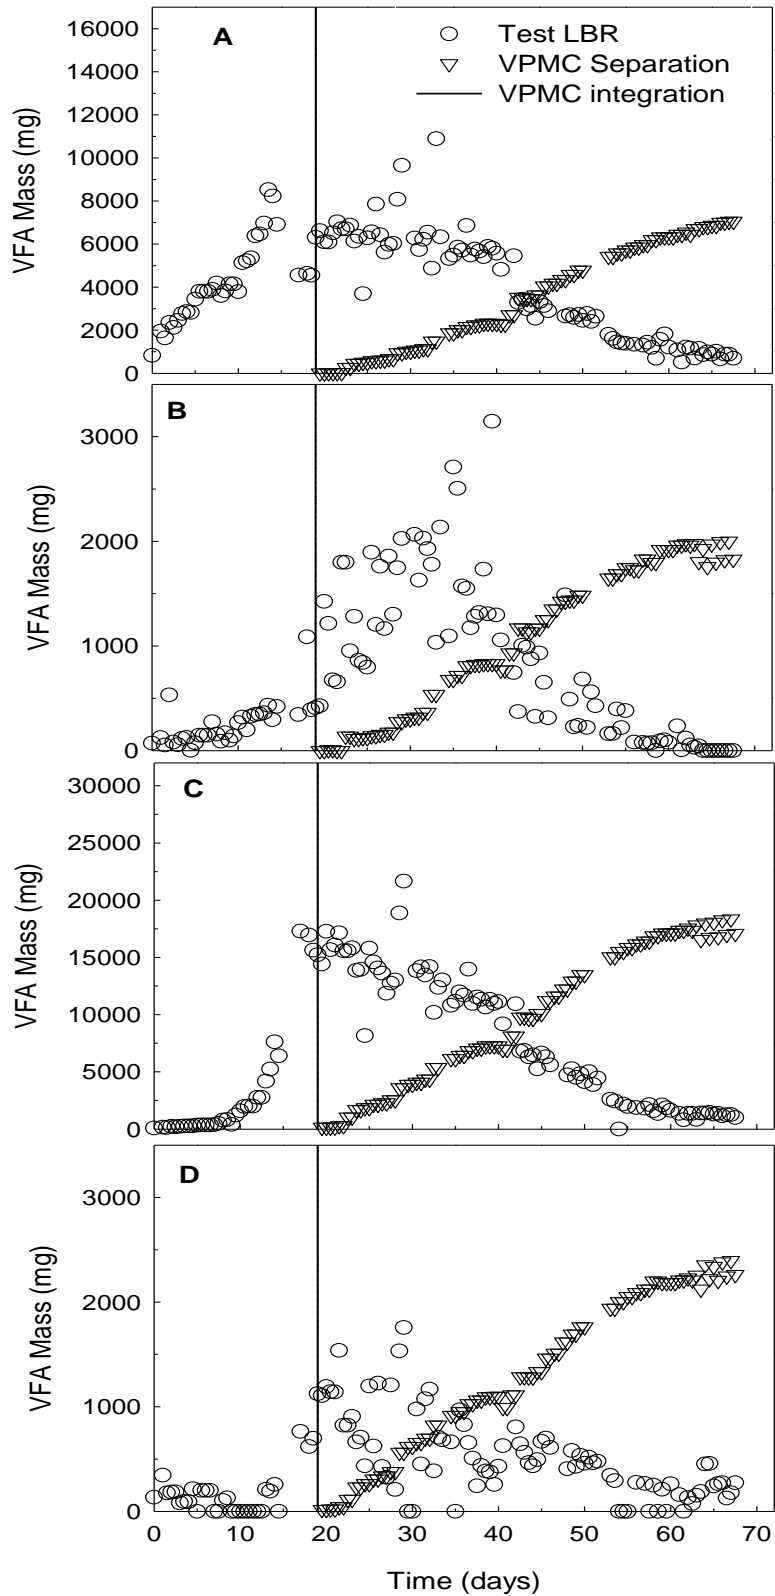 A
Test LBR
VPMC Separation
VPMC integration
16000
14000
12000
10000
8000
6000
4000
2000
0
VFA Mass (mg)
B
3000
2000
1000
0
VFA Mass (mg)
C
30000
25000
20000
15000
10000
5000
0
VFA Mass (mg)
D
3000
2000
1000
0
VFA Mass (mg)
0 10 20 30 40 50 60 70
Time (days)